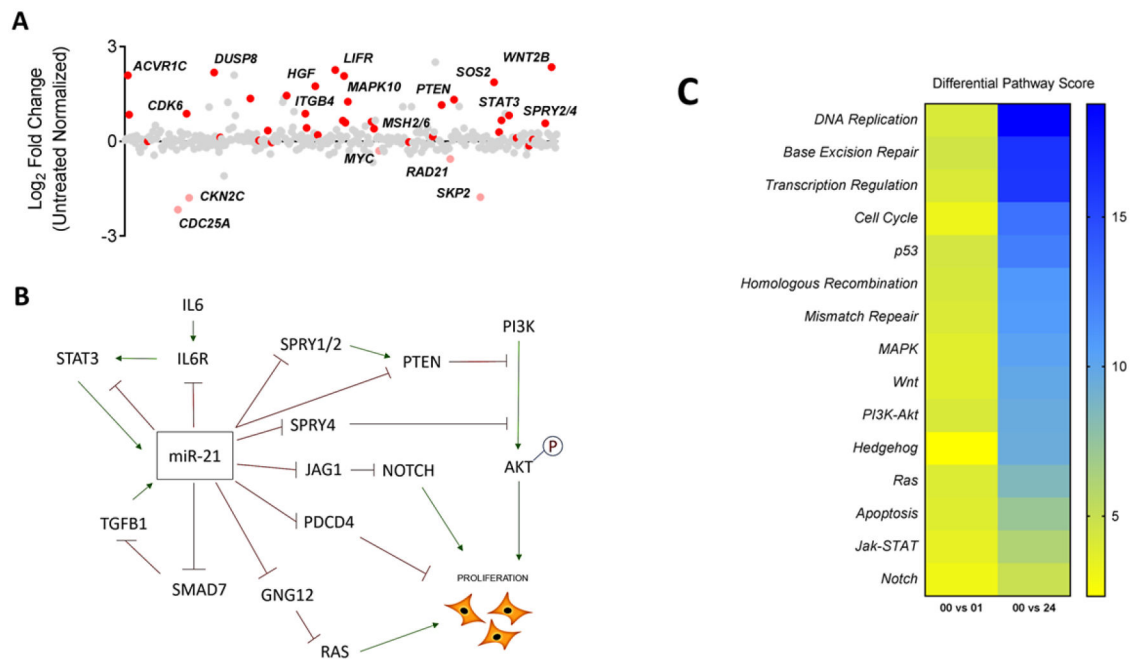 A
3
0
-3
Log2 Fold Change
(Untreated Normalized)
ACVR1C
DUSP8
LIFR
WNT2B
HGF
MAPK10
PTEN
SOS2
CDK6
ITGB4
STAT3
SPRY2/4
MSH2/6
MYC
RAD21
CKN2C
SKP2
CDC25A
B
IL6
PI3K
STAT3
IL6R
SPRY1/2
PTEN
SPRY4
miR-21
JAG1
NOTCH
AKT
P
TGFB1
PDCD4
SMAD7
GNG12
PROLIFERATION
RAS
C
Differential Pathway Score
DNA Replication
Base Excision Repair
Transcription Regulation
Cell Cycle
p53
Homologous Recombination
Mismatch Repeair
MAPK
Wnt
PI3K-Akt
Hedgehog
Ras
Apoptosis
Jak-STAT
Notch
00 vs 01 00 vs 24
15
10
5